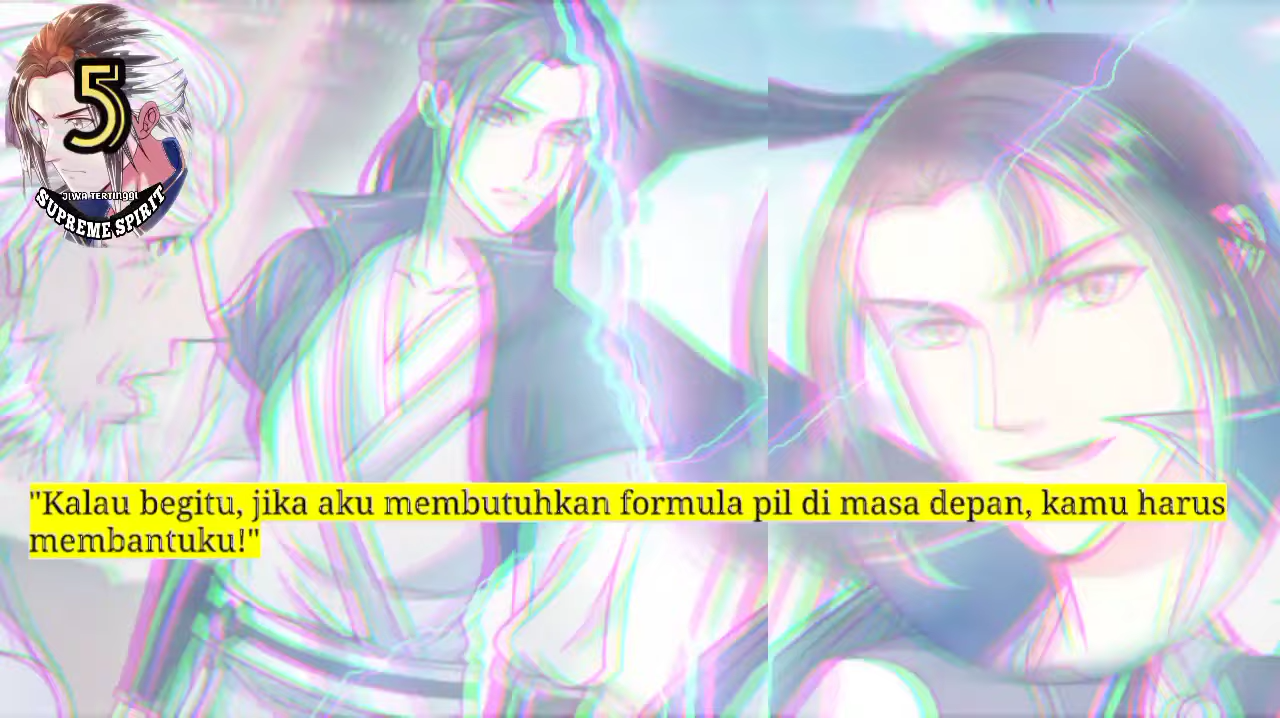 5
JIWA TERTINGGI
SUPREME SPIRIT
"Kalau begitu, jika aku membutuhkan formula pil di masa depan, kamu harus
membantuku!"